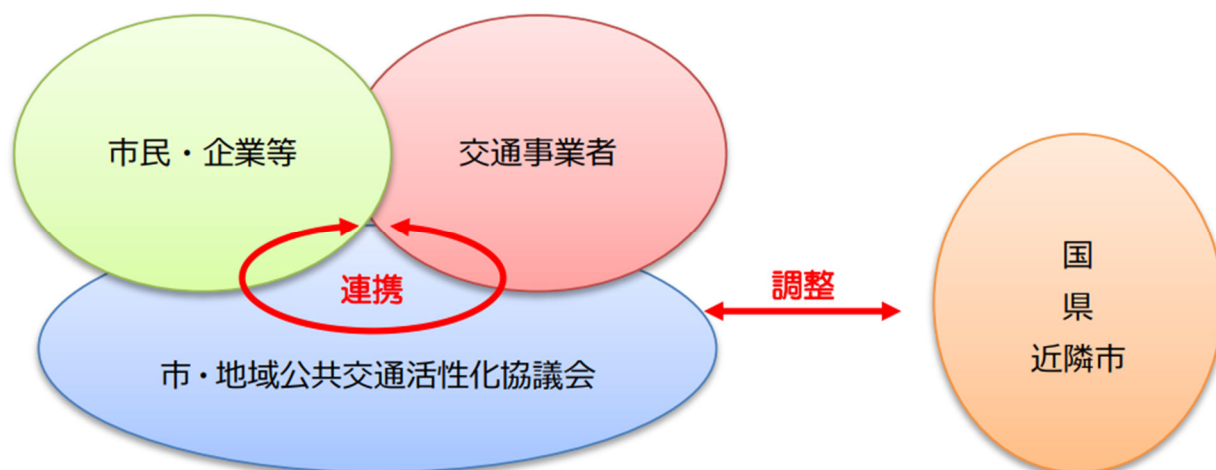 市民・企業等
交通事業者
連携
市・地域公共交通活性化協議会
調整
国
県
近隣市